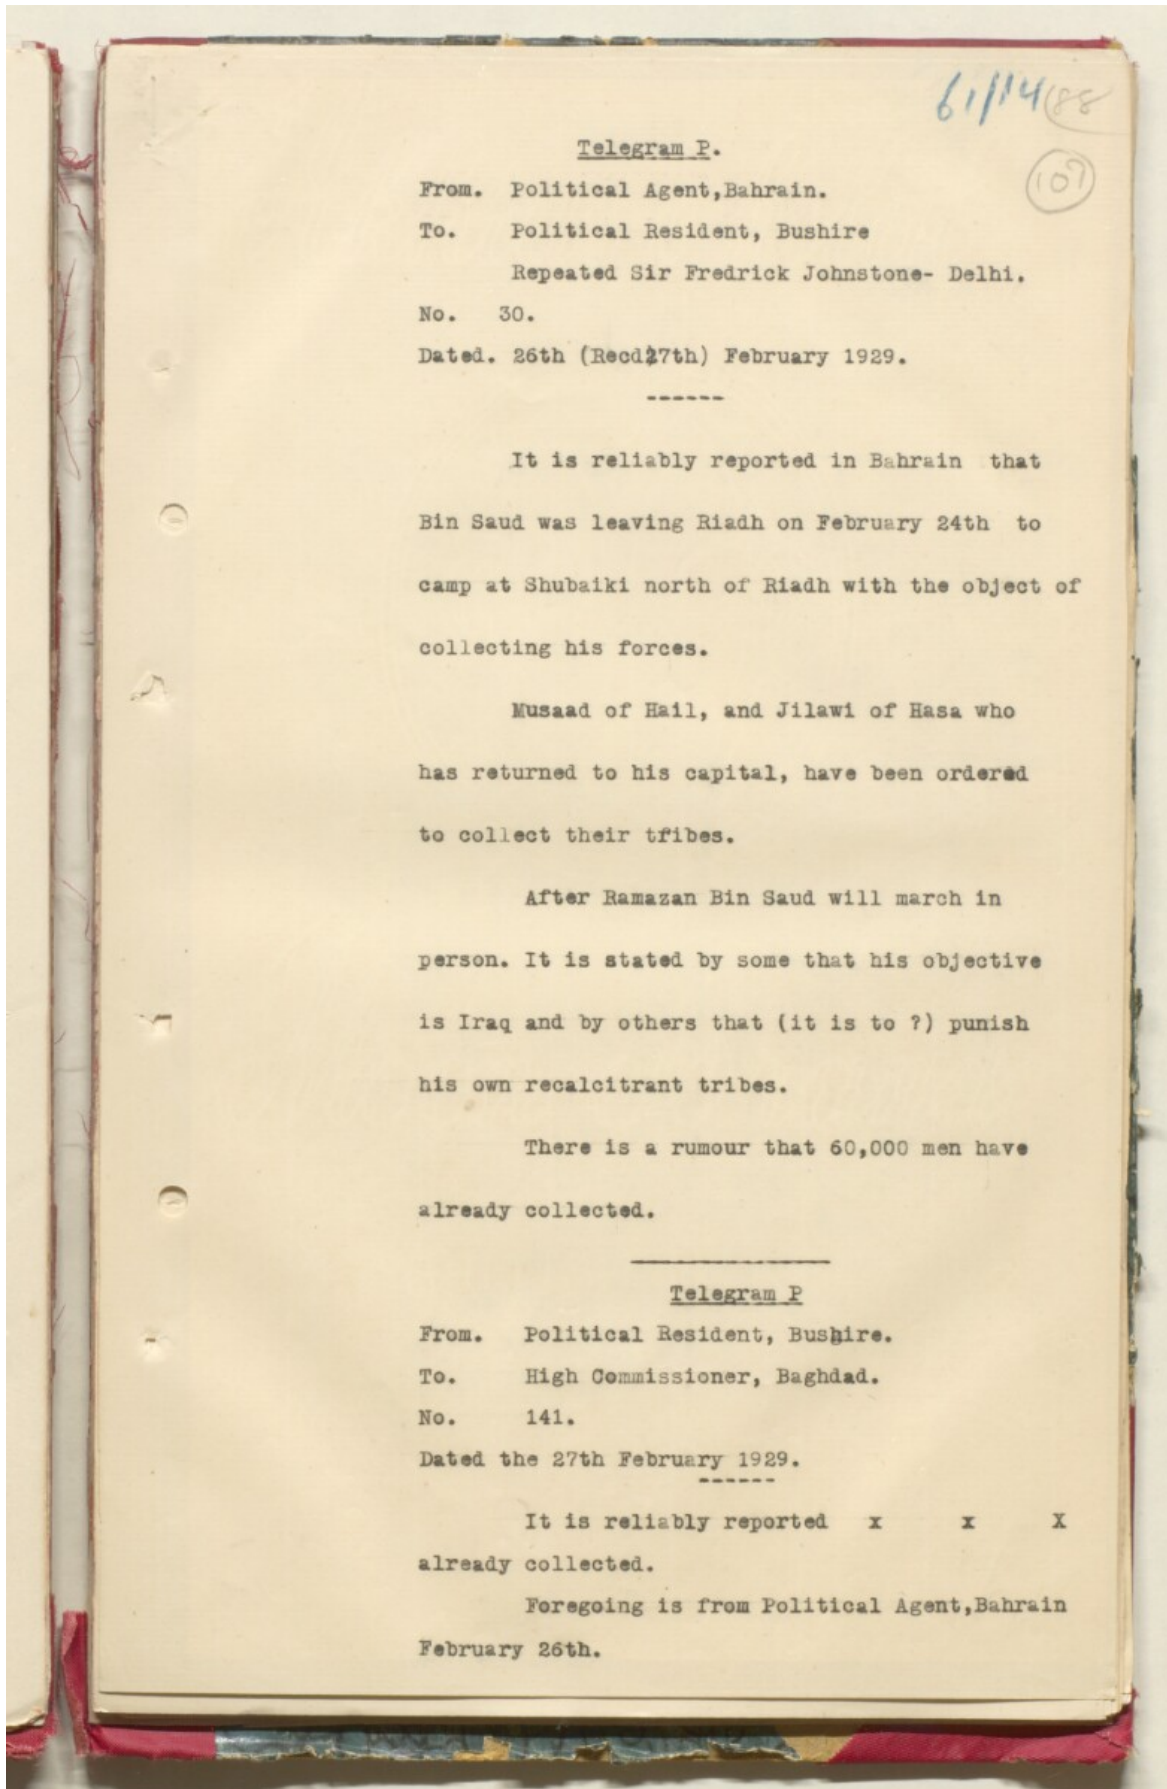 61/14 (88
107
Telegram P.
From. Political Agent,Bahrain.
To. Political Resident, Bushire
Repeated Sir Fredrick Johnstone- Delhi.
No. 30.
Dated. 26th (Recd27th) February 1929.
------
It is reliably reported in Bahrain that
Bin Saud was leaving Riadh on February 24th to
camp at Shubaiki north of Riadh with the object of
collecting his forces.
Musaad of Hail, and Jilawi of Hasa who
has returned to his capital, have been ordered
to collect their tribes.
After Ramazan Bin Saud will march in
person. It is stated by some that his objective
is Iraq and by others that (it is to ?) punish
his own recalcitrant tribes.
There is a rumour that 60,000 men have
already collected.
Telegram P
From. Political Resident, Bushire.
To. High Commissioner, Baghdad.
No. 141.
Dated the 27th February 1929.
------
It is reliably reported x x X
already collected.
Foregoing is from Political Agent,Bahrain
February 26th.